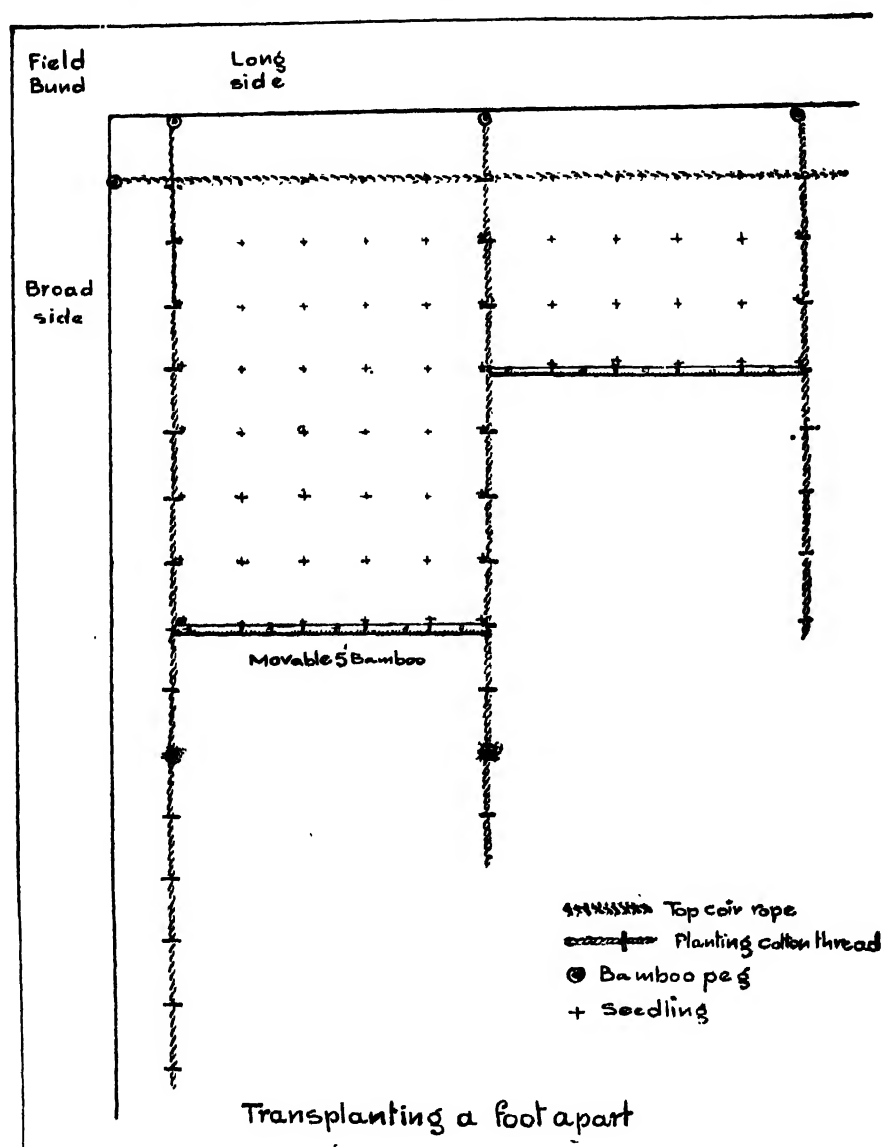 Field
Bund
Long
side
Broad
side
Movable 5' Bamboo
Top coir rope
Planting cotton thread
Bamboo peg
Seedling
Transplanting a foot apart